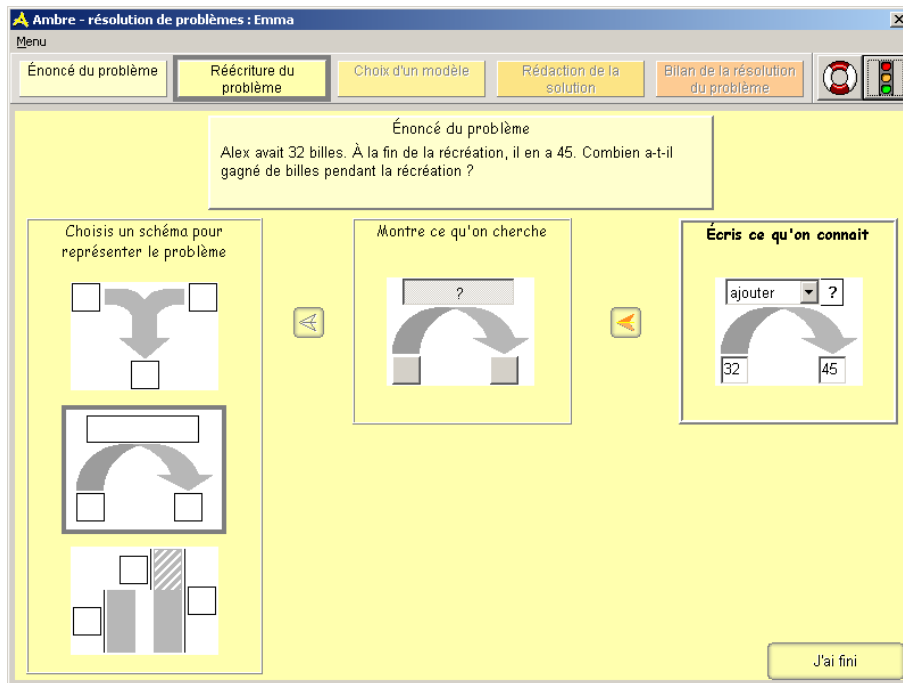 Ambre - résolution de problèmes : Emma
Menu
Énoncé du problème
Réécriture du
problème
Choix d'un modèle
Rédaction de la
solution
Bilan de la résolution
du problème
Énoncé du problème
Alex avait 32 billes. À la fin de la récréation, il en a 45. Combien a-t-il
gagné de billes pendant la récréation ?
Choisis un schéma pour
représenter le problème
Montre ce qu'on cherche
?
Écris ce qu'on connait
ajouter ?
32 45
J'ai fini